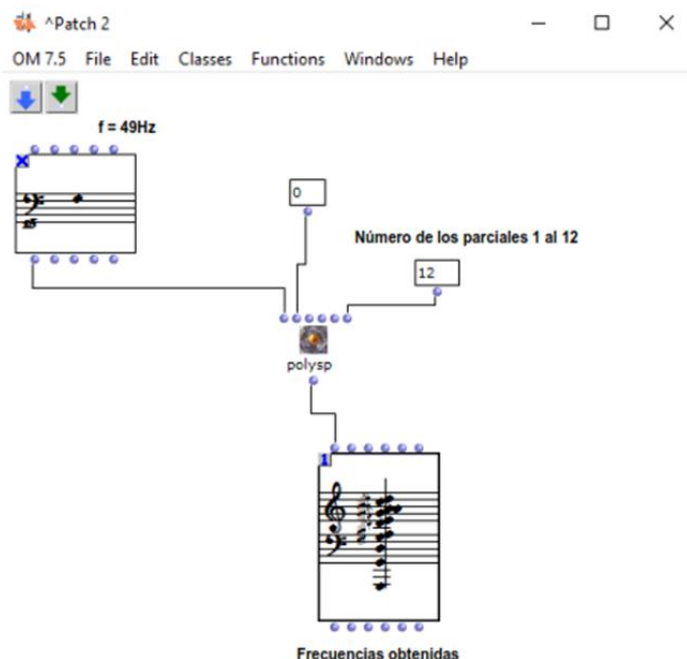 ^Patch 2
OM 7.5 File Edit Classes Functions Windows Help
f = 49Hz
0
Número de los parciales 1 al 12
12
polysp
1
Frecuencias obtenidas